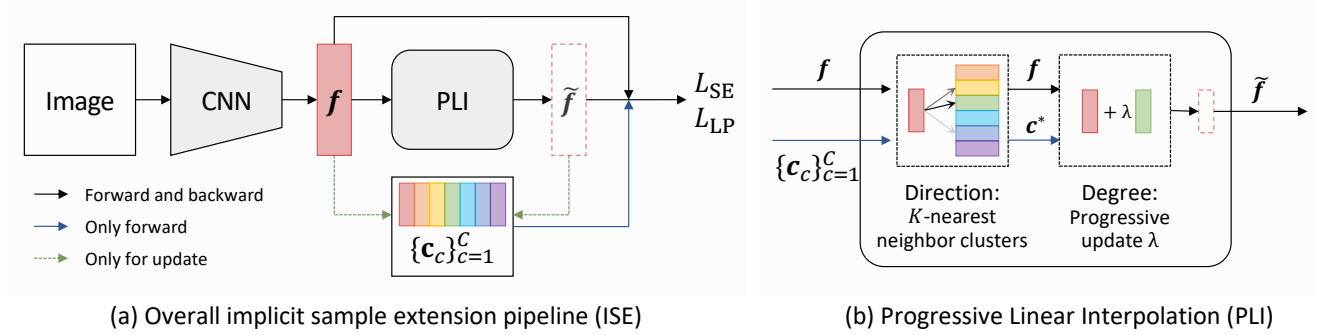 Image
CNN
f
PLI
f̃
L_SE
L_LP
{c_c}_{c=1}^C
Forward and backward
Only forward
Only for update
(a) Overall implicit sample extension pipeline (ISE)
f
{c_c}_{c=1}^C
f
c*
+ λ
f̃
Direction:
K-nearest
neighbor clusters
Degree:
Progressive
update λ
(b) Progressive Linear Interpolation (PLI)